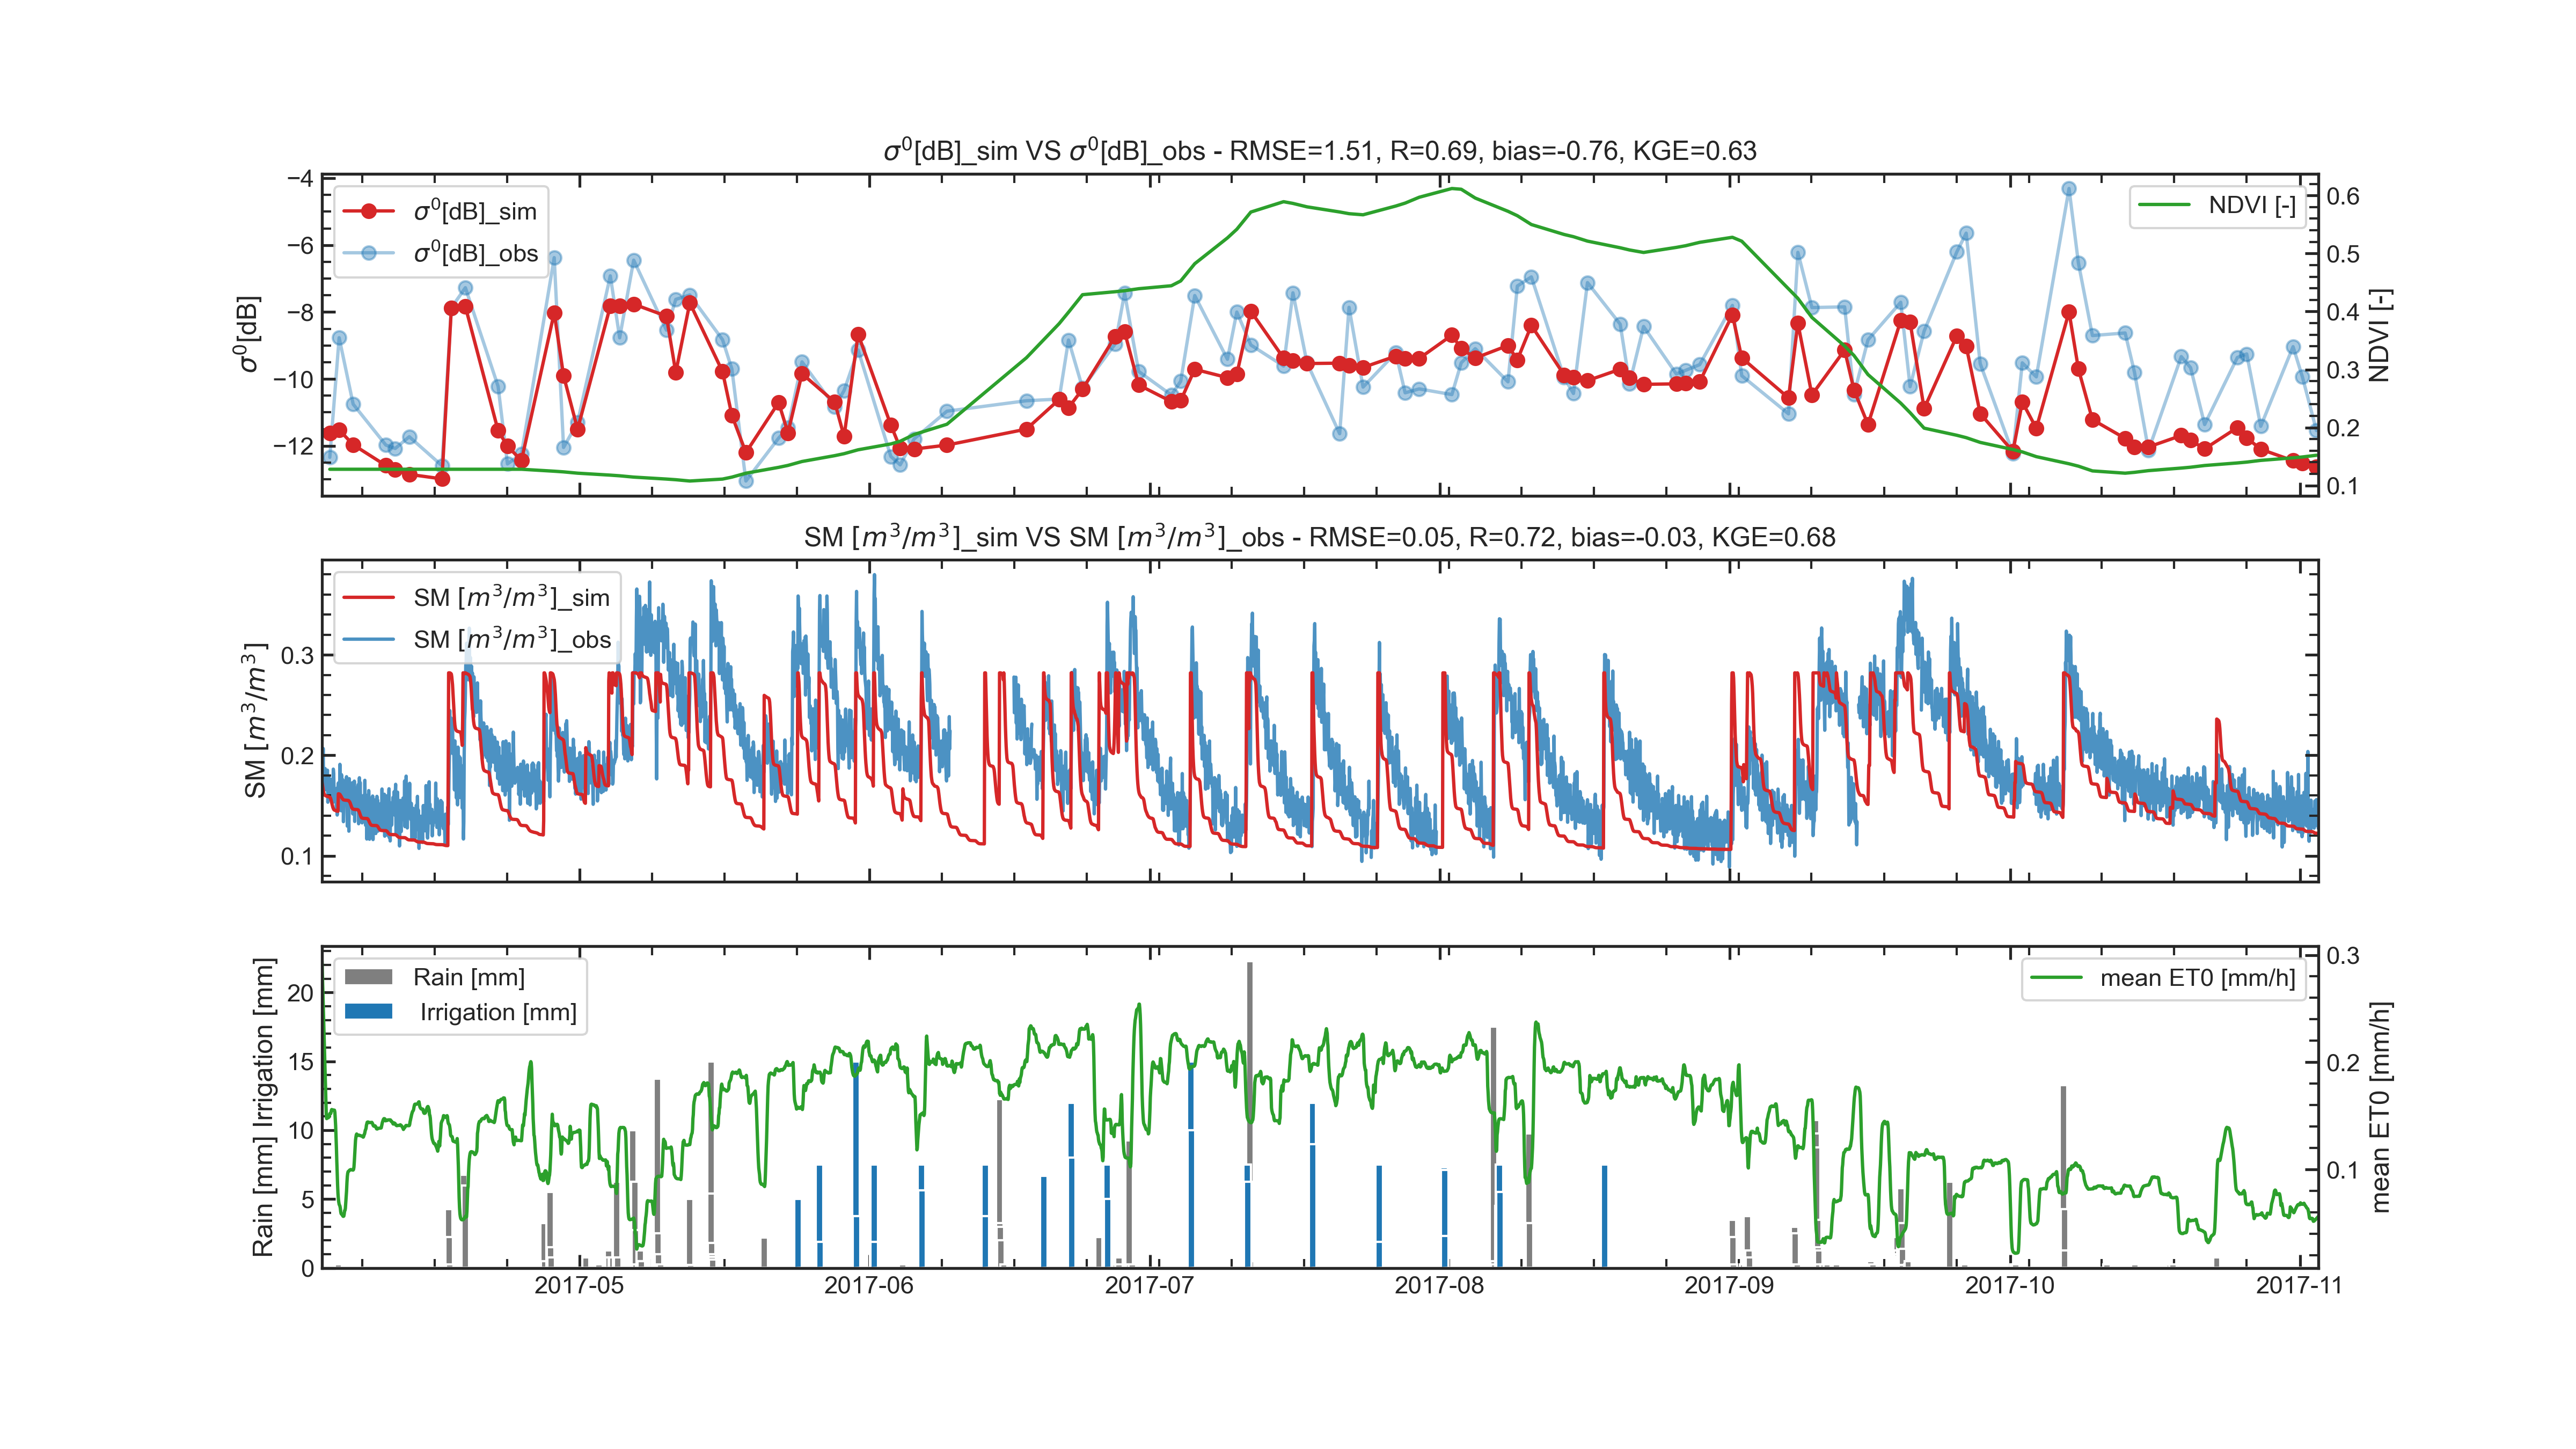 σ⁰[dB]_sim VS σ⁰[dB]_obs - RMSE=1.51, R=0.69, bias=-0.76, KGE=0.63
σ⁰[dB]
−4
−6
−8
−10
−12
σ⁰[dB]_sim
σ⁰[dB]_obs
NDVI [-]
0.6
0.5
0.4
0.3
0.2
0.1
NDVI [-]
SM [m³/m³]_sim VS SM [m³/m³]_obs - RMSE=0.05, R=0.72, bias=-0.03, KGE=0.68
SM [m³/m³]
0.3
0.2
0.1
SM [m³/m³]_sim
SM [m³/m³]_obs
Rain [mm] Irrigation [mm]
20
15
10
5
0
Rain [mm]
Irrigation [mm]
mean ET0 [mm/h]
0.3
0.2
0.1
mean ET0 [mm/h]
2017-05 2017-06 2017-07 2017-08 2017-09 2017-10 2017-11